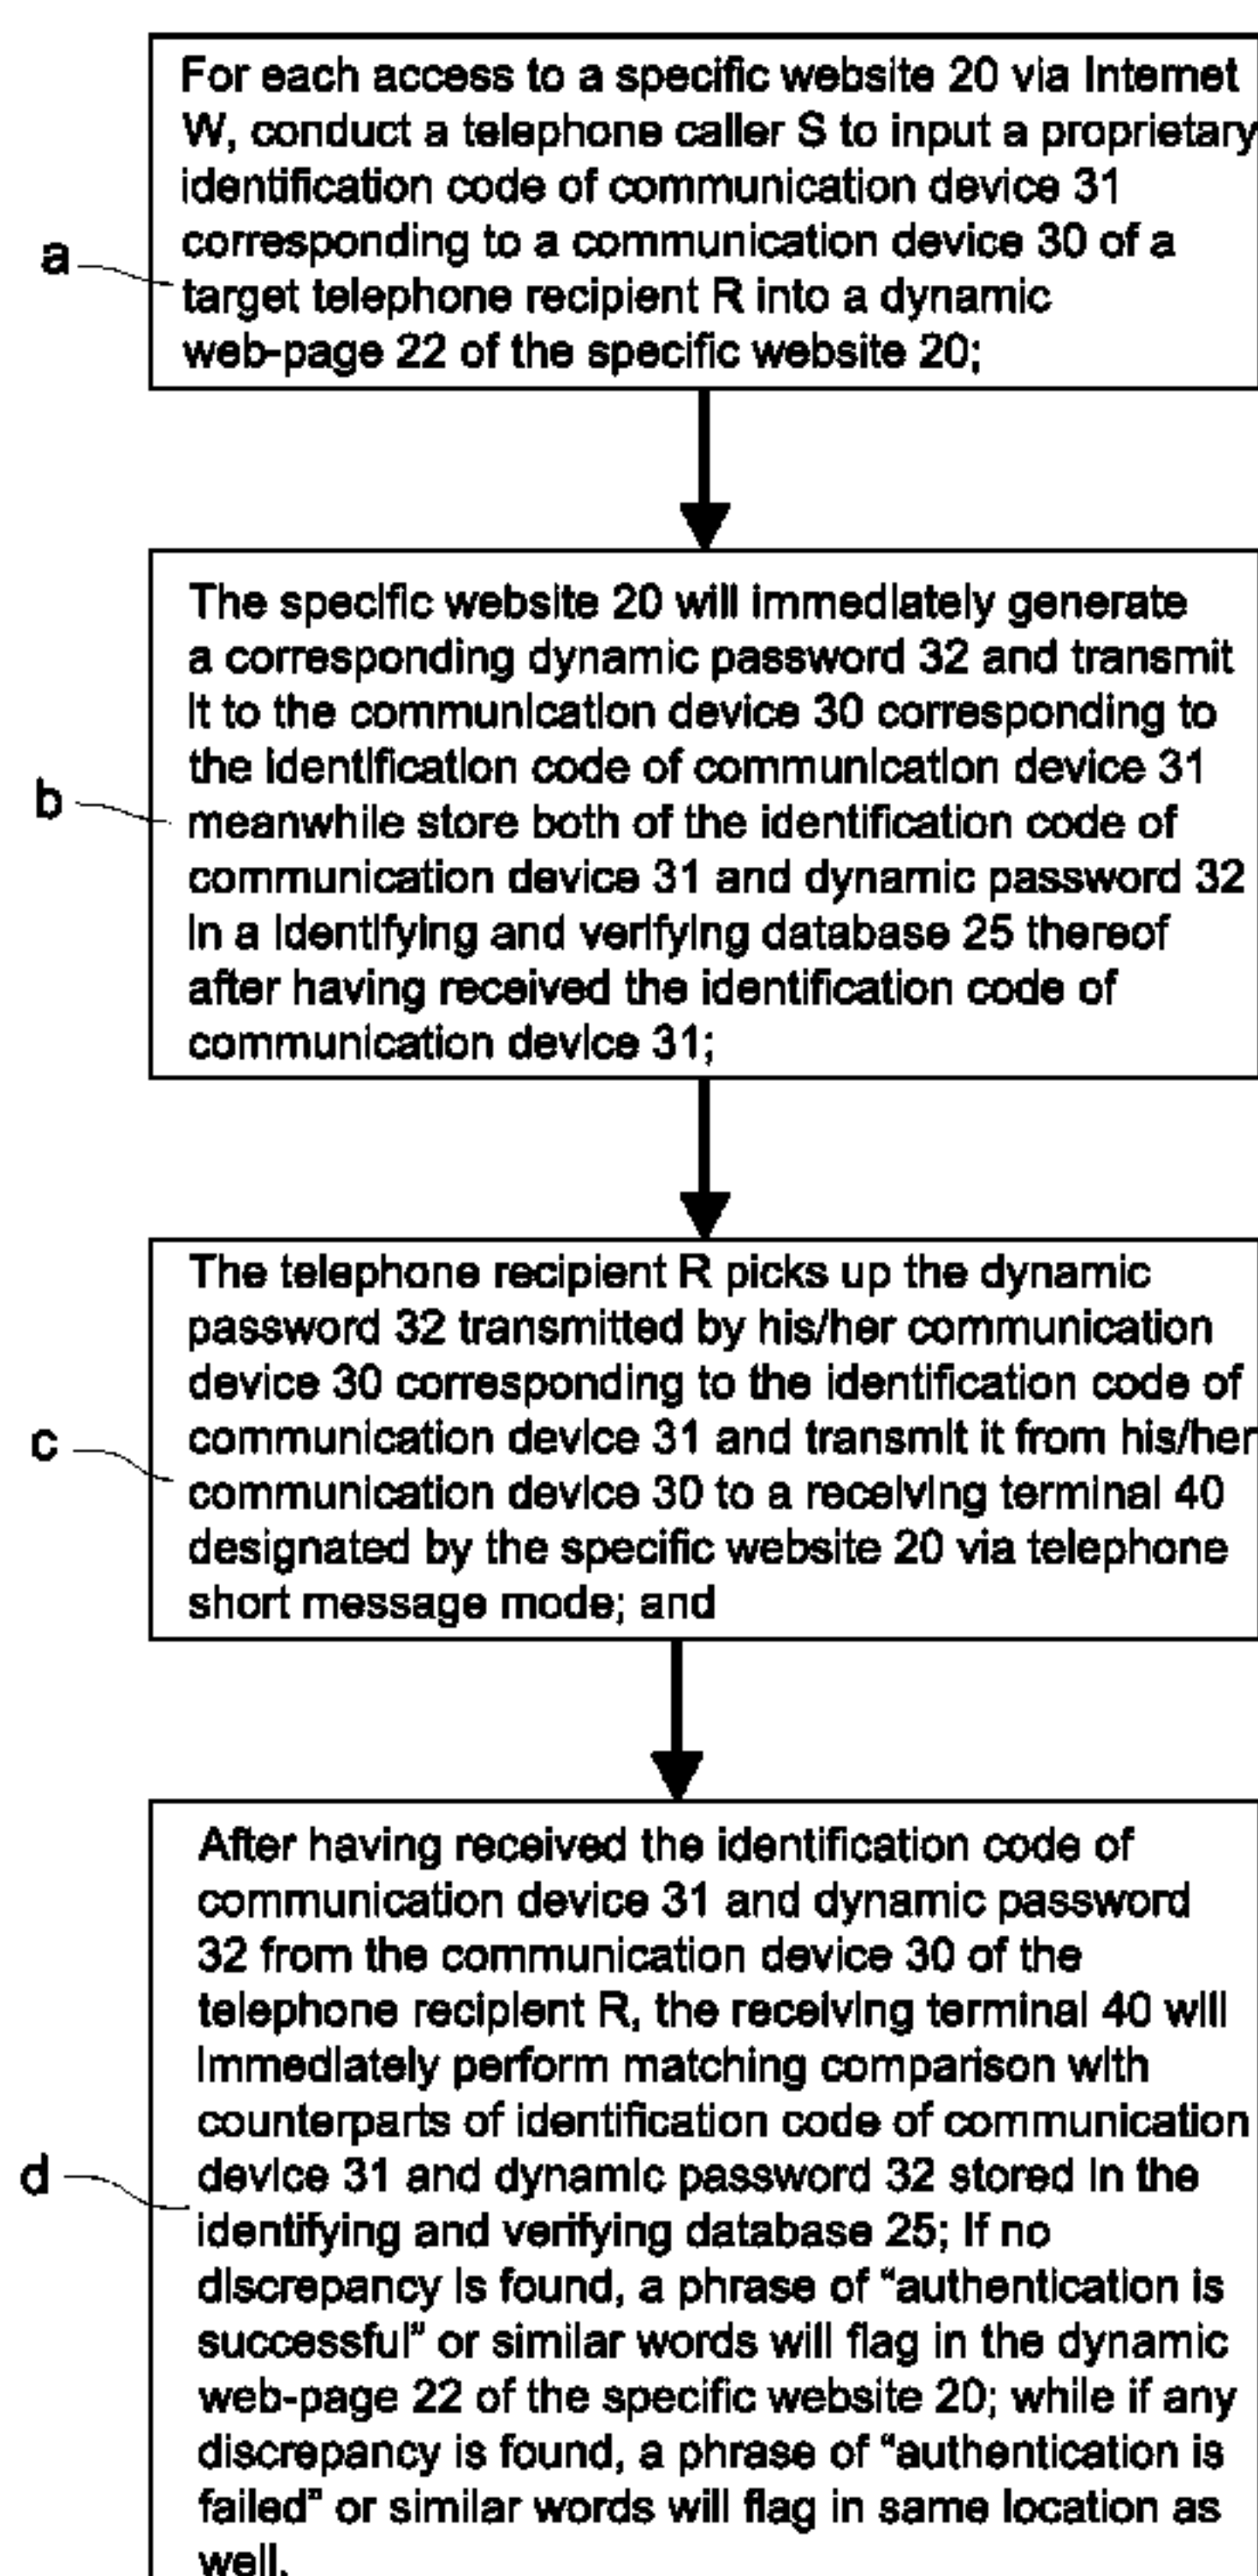 For each access to a specific website 20 via Internet
W, conduct a telephone caller S to input a proprietary
identification code of communication device 31
corresponding to a communication device 30 of a
a
target telephone recipient R into a dynamic
web-page 22 of the specific website 20;
The specific website 20 will immediately generate
a corresponding dynamic password 32 and transmit
it to the communication device 30 corresponding to
the identification code of communication device 31
b
meanwhile store both of the identification code of
communication device 31 and dynamic password 32
in a identifying and verifying database 25 thereof
after having received the identification code of
communication device 31;
The telephone recipient R picks up the dynamic
password 32 transmitted by his/her communication
device 30 corresponding to the identification code of
communication device 31 and transmit it from his/her
c
communication device 30 to a receiving terminal 40
designated by the specific website 20 via telephone
short message mode; and
After having received the identification code of
communication device 31 and dynamic password
32 from the communication device 30 of the
telephone recipient R, the receiving terminal 40 will
immediately perform matching comparison with
counterparts of identification code of communication
d
device 31 and dynamic password 32 stored in the
identifying and verifying database 25; If no
discrepancy is found, a phrase of “authentication is
successful” or similar words will flag in the dynamic
web-page 22 of the specific website 20; while if any
discrepancy is found, a phrase of “authentication is
failed” or similar words will flag in same location as
well.